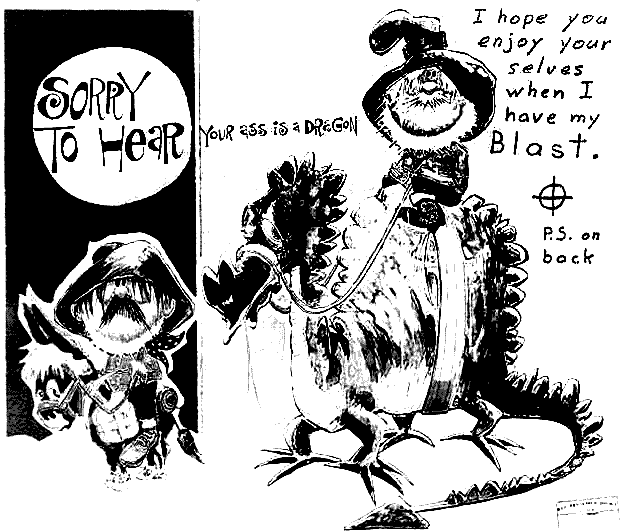 SORRY
TO HEAR
YOUR ASS IS A DRAGON
I hope you
enjoy your
selves
when I
have my
Blast.
P.S. on
back